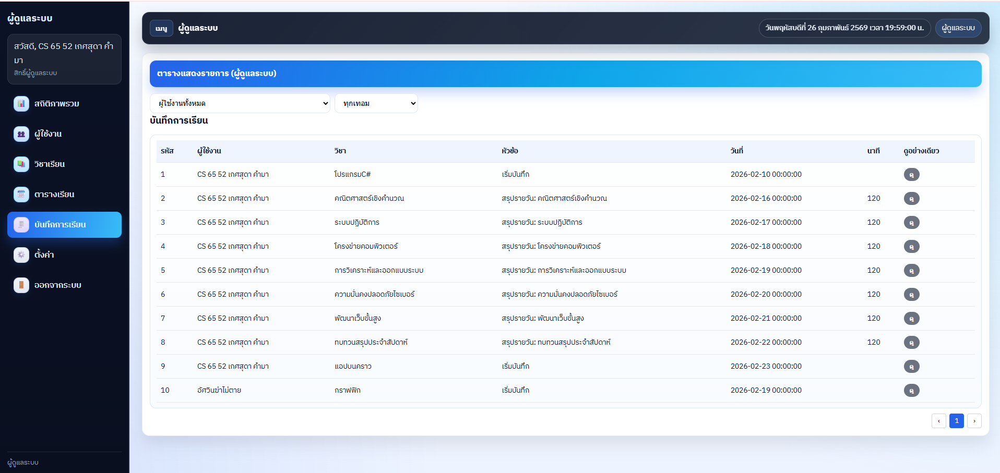 ผู้ดูแลระบบ
สวัสดี, CS 65 52 เกศสุดา คำ
มา
สิทธิ์ผู้ดูแลระบบ
สถิติภาพรวม
ผู้ใช้งาน
วิชาเรียน
ตารางเรียน
บันทึกการเรียน
ตั้งค่า
ออกจากระบบ
ผู้ดูแลระบบ
เมนู ผู้ดูแลระบบ วันพฤหัสบดีที่ 26 กุมภาพันธ์ 2569 เวลา 19:59:00 น. ผู้ดูแลระบบ
ตารางแสดงรายการ (ผู้ดูแลระบบ)
ผู้ใช้งานทั้งหมด ทุกเทอม
บันทึกการเรียน
รหัส ผู้ใช้งาน วิชา หัวข้อ วันที่ นาที ดูอย่างเดียว
1 CS 65 52 เกศสุดา คำมา โปรแกรมC# เริ่มบันทึก 2026-02-10 00:00:00 ดู
2 CS 65 52 เกศสุดา คำมา คณิตศาสตร์เชิงคำนวณ สรุปรายวัน: คณิตศาสตร์เชิงคำนวณ 2026-02-16 00:00:00 120 ดู
3 CS 65 52 เกศสุดา คำมา ระบบปฏิบัติการ สรุปรายวัน: ระบบปฏิบัติการ 2026-02-17 00:00:00 120 ดู
4 CS 65 52 เกศสุดา คำมา โครงข่ายคอมพิวเตอร์ สรุปรายวัน: โครงข่ายคอมพิวเตอร์ 2026-02-18 00:00:00 120 ดู
5 CS 65 52 เกศสุดา คำมา การวิเคราะห์และออกแบบระบบ สรุปรายวัน: การวิเคราะห์และออกแบบระบบ 2026-02-19 00:00:00 120 ดู
6 CS 65 52 เกศสุดา คำมา ความมั่นคงปลอดภัยไซเบอร์ สรุปรายวัน: ความมั่นคงปลอดภัยไซเบอร์ 2026-02-20 00:00:00 120 ดู
7 CS 65 52 เกศสุดา คำมา พัฒนาเว็บขั้นสูง สรุปรายวัน: พัฒนาเว็บขั้นสูง 2026-02-21 00:00:00 120 ดู
8 CS 65 52 เกศสุดา คำมา ทบทวนสรุปประจำสัปดาห์ สรุปรายวัน: ทบทวนสรุปประจำสัปดาห์ 2026-02-22 00:00:00 120 ดู
9 CS 65 52 เกศสุดา คำมา แอปบนคราว เริ่มบันทึก 2026-02-23 00:00:00 ดู
10 อัศวินฆ่าไม่ตาย กราฟฟิก เริ่มบันทึก 2026-02-19 00:00:00 ดู
‹ 1 ›